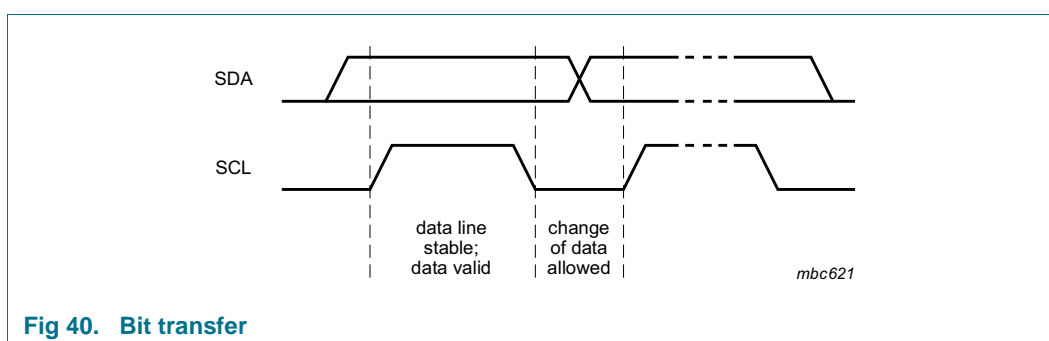 SDA
SCL
data line
stable;
data valid
change
of data
allowed
mbc621
Fig 40. Bit transfer